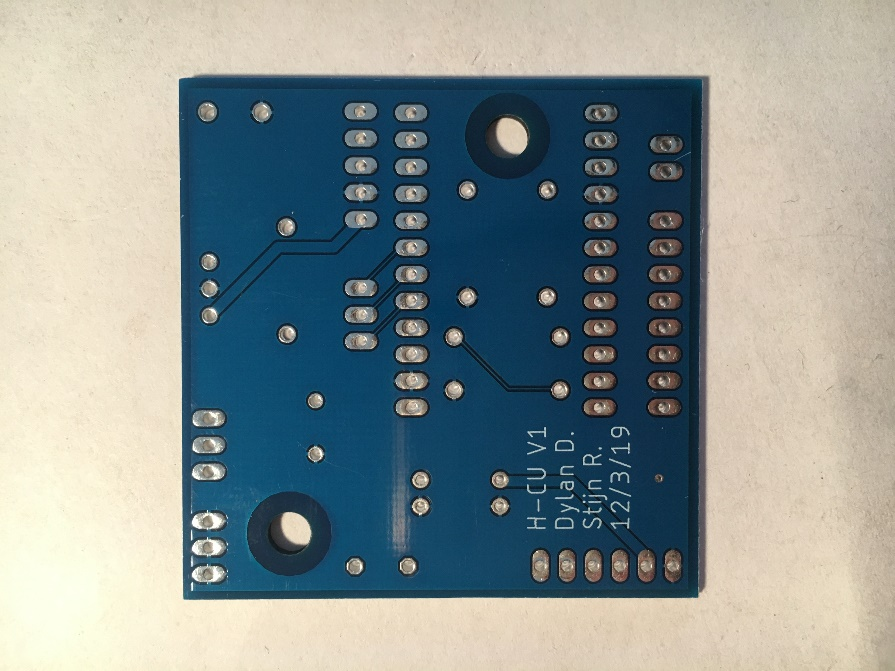 H-CU V1
Dylan D.
Stijn R.
12/3/19